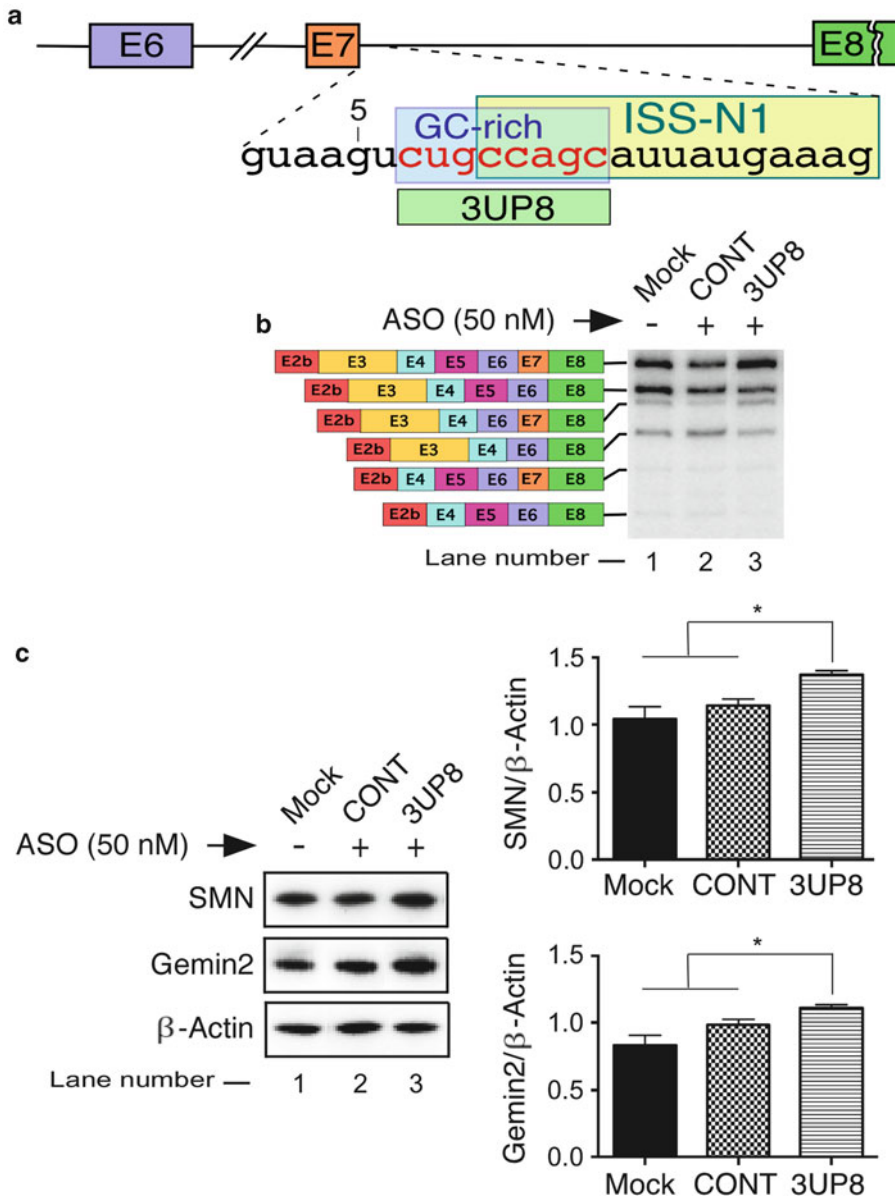 a
E6 E7 E8
5
GC-rich ISS-N1
guaagucugccagcauuaugaaag
3UP8
b
Mock CONT 3UP8
ASO (50 nM) - + +
E2b E3 E4 E5 E6 E7 E8
E2b E3 E4 E5 E6 E8
E2b E3 E4 E6 E7 E8
E2b E3 E4 E6 E8
E2b E4 E5 E6 E7 E8
E2b E4 E5 E6 E8
Lane number — 1 2 3
c
Mock CONT 3UP8
ASO (50 nM) - + +
SMN
Gemin2
β-Actin
Lane number — 1 2 3
*
SMN/β-Actin
1.5
1.0
0.5
0.0
Mock CONT 3UP8
*
Gemin2/β-Actin
1.5
1.0
0.5
0.0
Mock CONT 3UP8